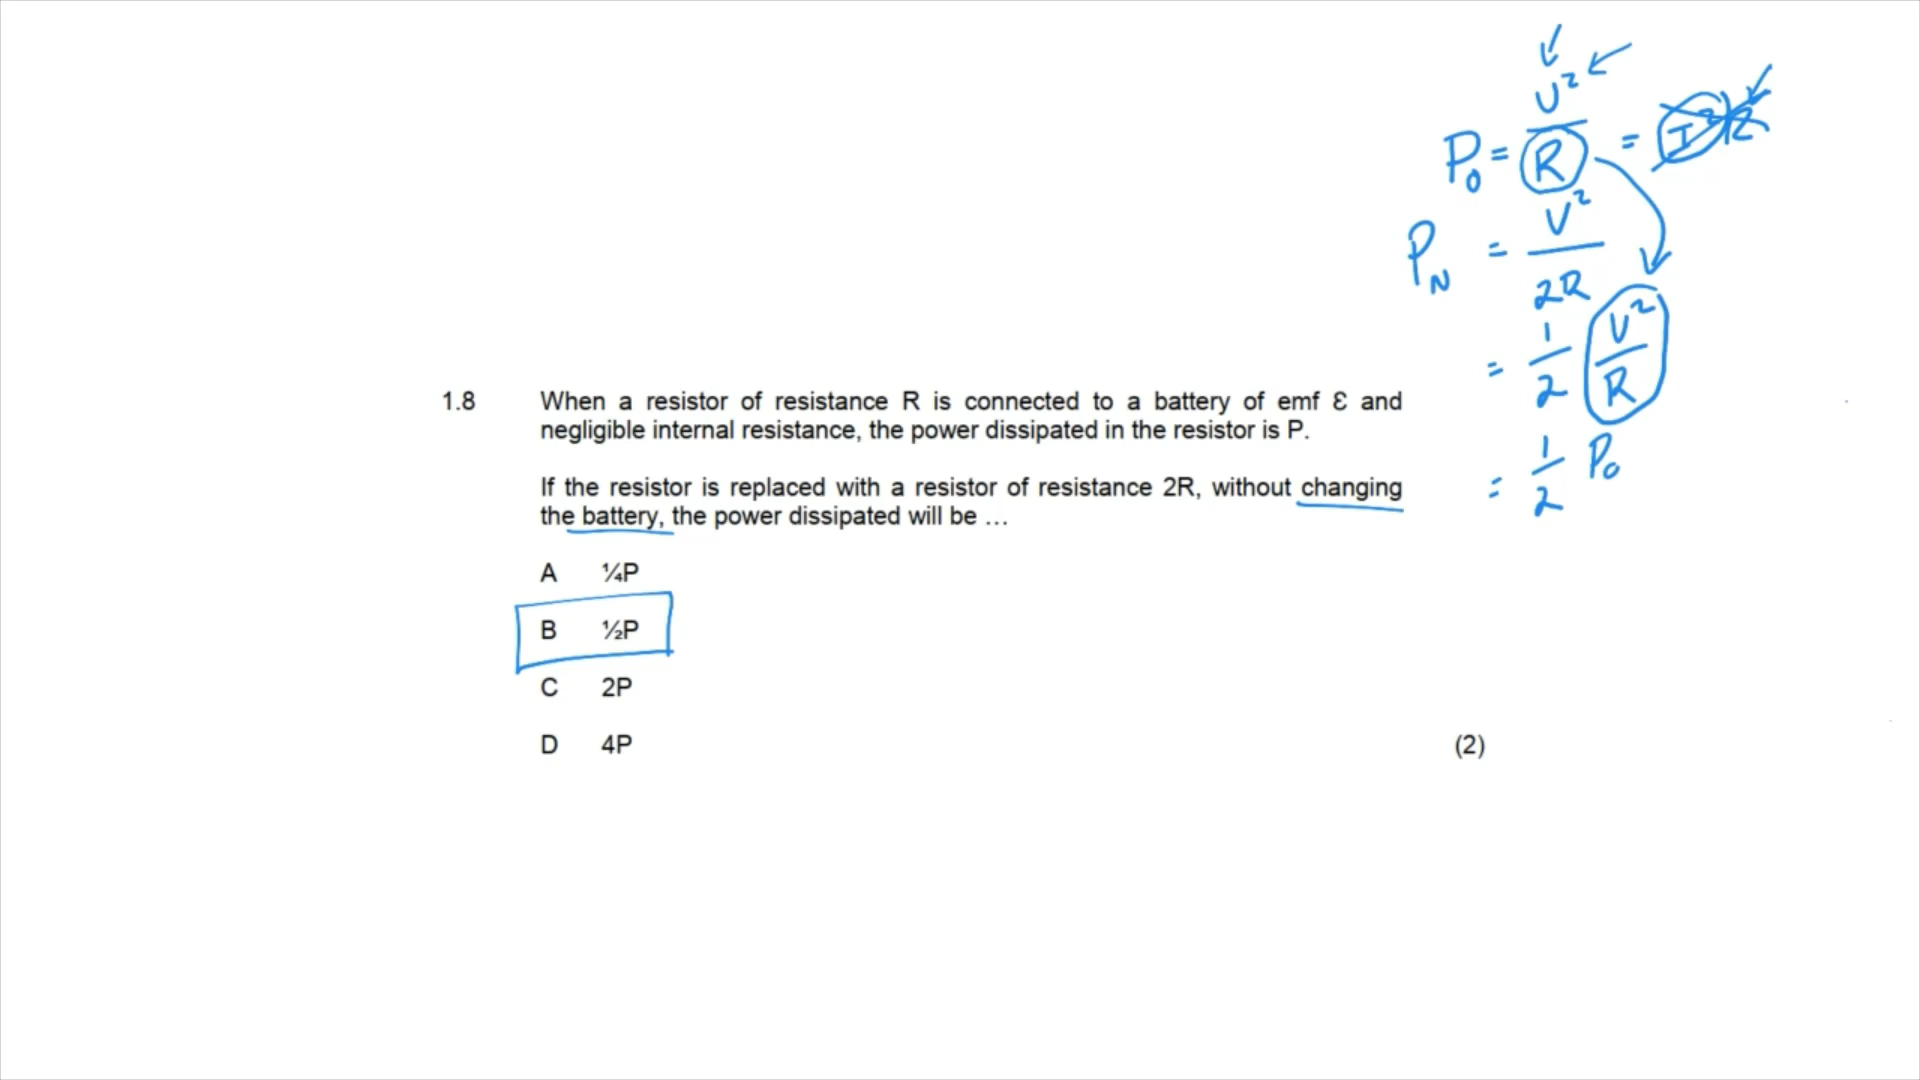 P₀ = V²/R = I²R
P_N = V²/2R
= 1/2 V²/R
= 1/2 P₀
1.8 When a resistor of resistance R is connected to a battery of emf Ɛ and
negligible internal resistance, the power dissipated in the resistor is P.
If the resistor is replaced with a resistor of resistance 2R, without changing
the battery, the power dissipated will be ...
A ¼P
B ½P
C 2P
D 4P (2)